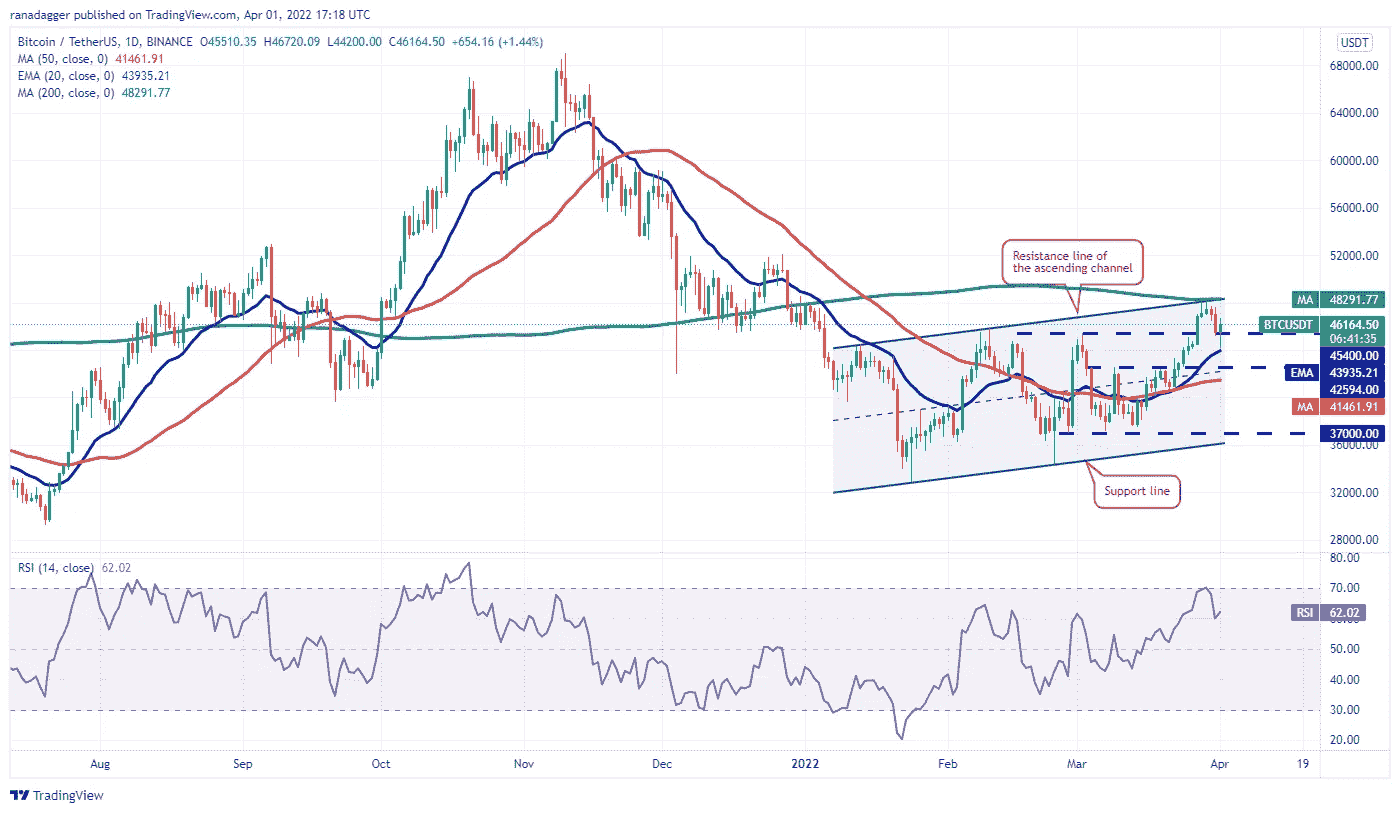 ranadagger published on TradingView.com, Apr 01, 2022 17:18 UTC
Bitcoin / TetherUS, 1D, BINANCE O45510.35 H46720.09 L44200.00 C46164.50 +654.16 (+1.44%)
MA (50, close, 0) 41461.91
EMA (20, close, 0) 43935.21
MA (200, close, 0) 48291.77
USDT
68000.00
64000.00
60000.00
56000.00
52000.00
Resistance line of
the ascending channel
MA 48291.77
BTCUSDT 46164.50
06:41:35
45400.00
EMA 43935.21
42594.00
MA 41461.91
37000.00
36000.00
Support line
32000.00
28000.00
RSI (14, close) 62.02
80.00
70.00
RSI 62.02
60.00
50.00
40.00
30.00
20.00
Aug Sep Oct Nov Dec 2022 Feb Mar Apr 19
TradingView